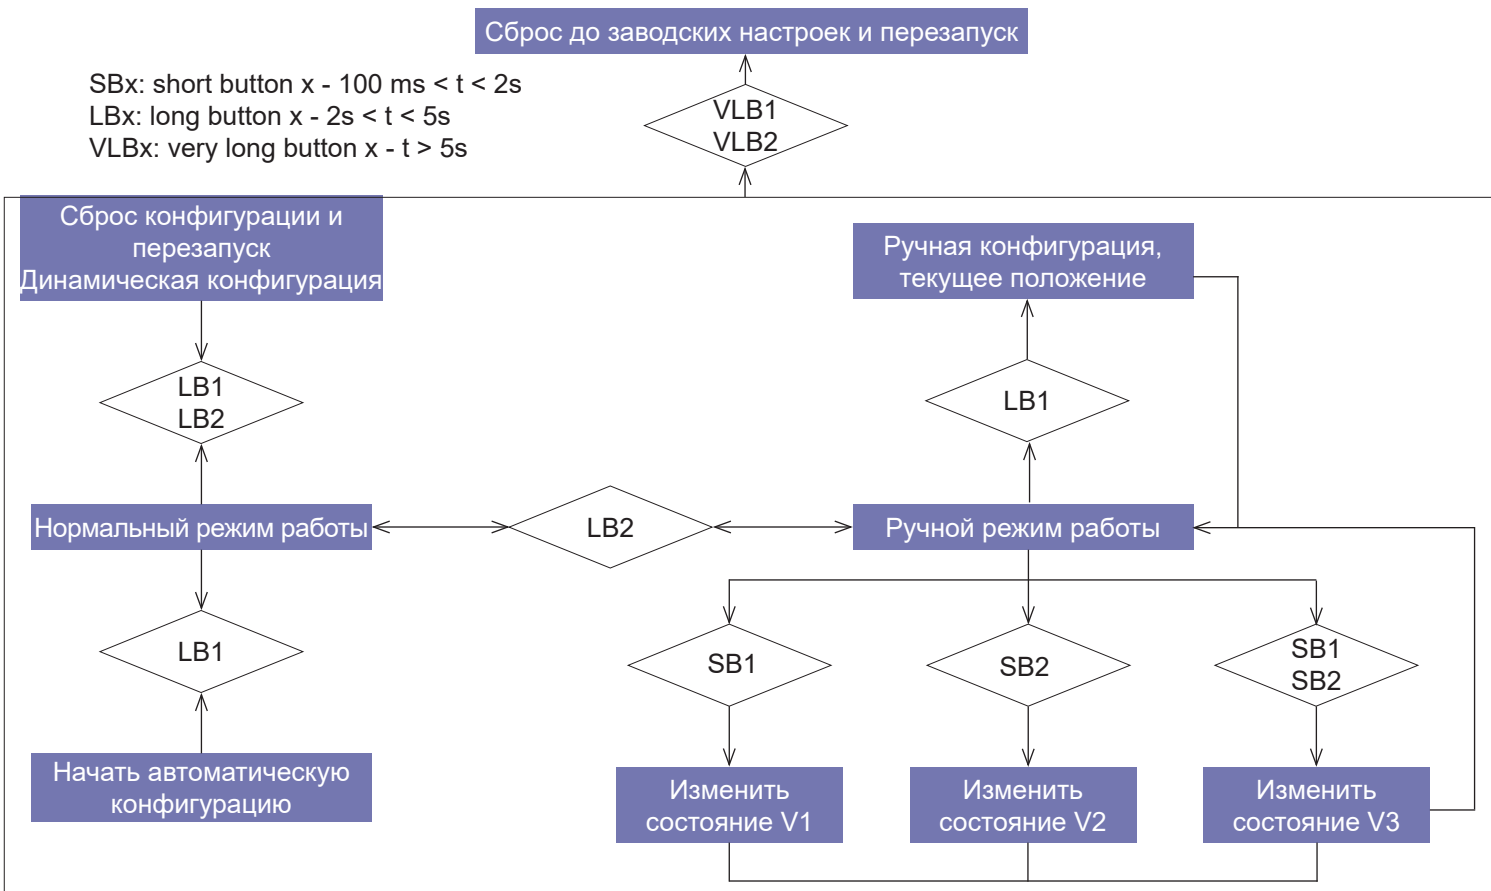 Сброс до заводских настроек и перезапуск
SBx: short button x - 100 ms < t < 2s
LBx: long button x - 2s < t < 5s
VLBx: very long button x - t > 5s
VLB1
VLB2
Сброс конфигурации и
перезапуск
Динамическая конфигурация
Ручная конфигурация,
текущее положение
LB1
LB2
LB1
Нормальный режим работы
LB2
Ручной режим работы
LB1
SB1
SB2
SB1
SB2
Начать автоматическую
конфигурацию
Изменить
состояние V1
Изменить
состояние V2
Изменить
состояние V3